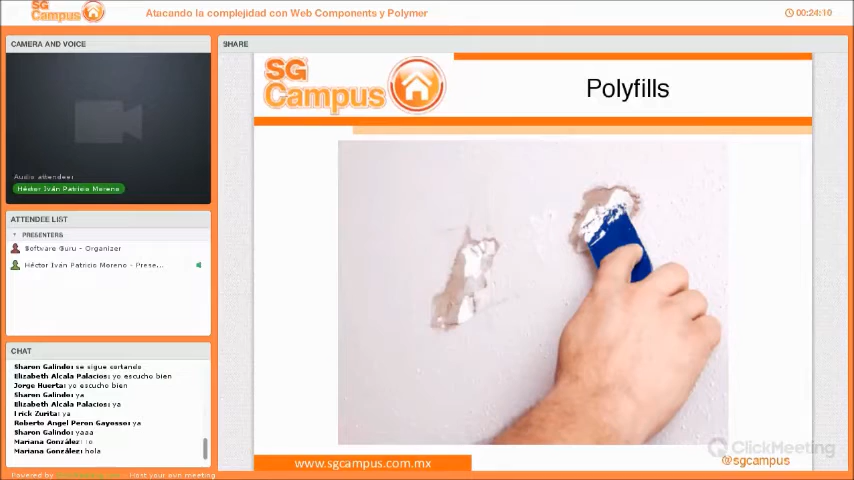 SG
Campus
Atacando la complejidad con Web Components y Polymer
00:24:10
CAMERA AND VOICE
Audio attendee:
Héctor Iván Patricio Moreno
ATTENDEE LIST
PRESENTERS
Software Guru - Organizer
Héctor Iván Patricio Moreno - Prese...
CHAT
Sharon Galindo: se sigue cortando
Elizabeth Alcala Palacios: yo escucho bien
Jorge Huerta: yo escucho bien
Sharon Galindo: ya
Elizabeth Alcala Palacios: ya
Zurita: ya
Roberto Angel Peron Gayosso: ya
Sharon Galindo: yaaa
Mariana González:
Mariana González: hola
Powered by
Host your own meeting
SHARE
SG
Campus
Polyfills
ClickMeeting
www.sgcampus.com.mx
@sgcampus